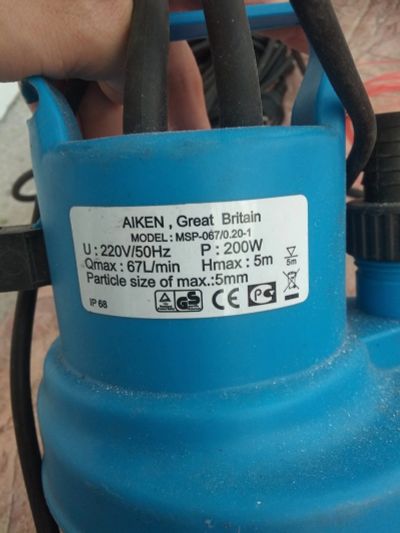 AIKEN , Great Britain
MODEL: MSP-067/0.20-1
U : 220V/50Hz P : 200W
Qmax : 67L/min Hmax : 5m
5m
Particle size of max.:5mm
IP 68
GS CE